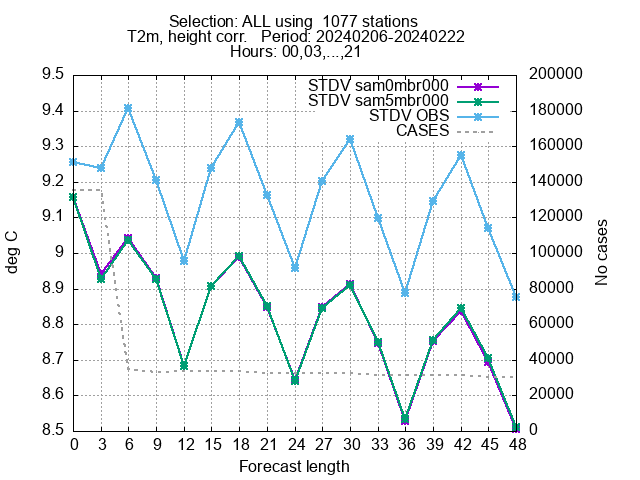 Selection: ALL using  1077 stations
T2m, height corr.   Period: 20240206-20240222
Hours: 00,03,...,21
STDV sam0mbr000
STDV sam5mbr000
STDV OBS
CASES
9.5
9.4
9.3
9.2
9.1
9
8.9
8.8
8.7
8.6
8.5
200000
180000
160000
140000
120000
100000
80000
60000
40000
20000
0
deg C
No cases
0 3 6 9 12 15 18 21 24 27 30 33 36 39 42 45 48
Forecast length